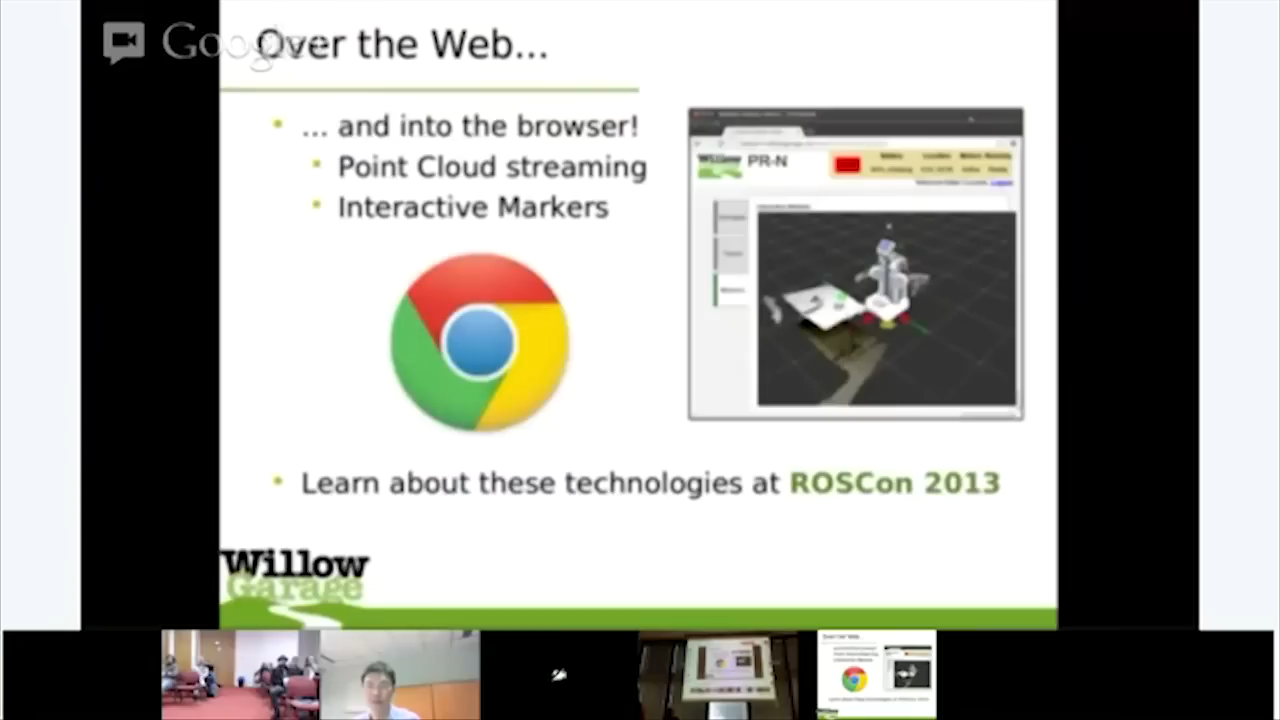 Google
Over the Web...
... and into the browser!
Point Cloud streaming
Interactive Markers
Willow
PR-N
Learn about these technologies at ROSCon 2013
Willow
Garage